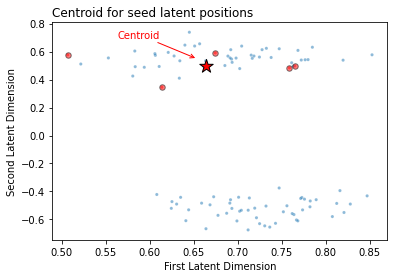 Centroid for seed latent positions
Centroid
0.8
0.6
0.4
0.2
0.0
−0.2
−0.4
−0.6
Second Latent Dimension
0.50 0.55 0.60 0.65 0.70 0.75 0.80 0.85
First Latent Dimension